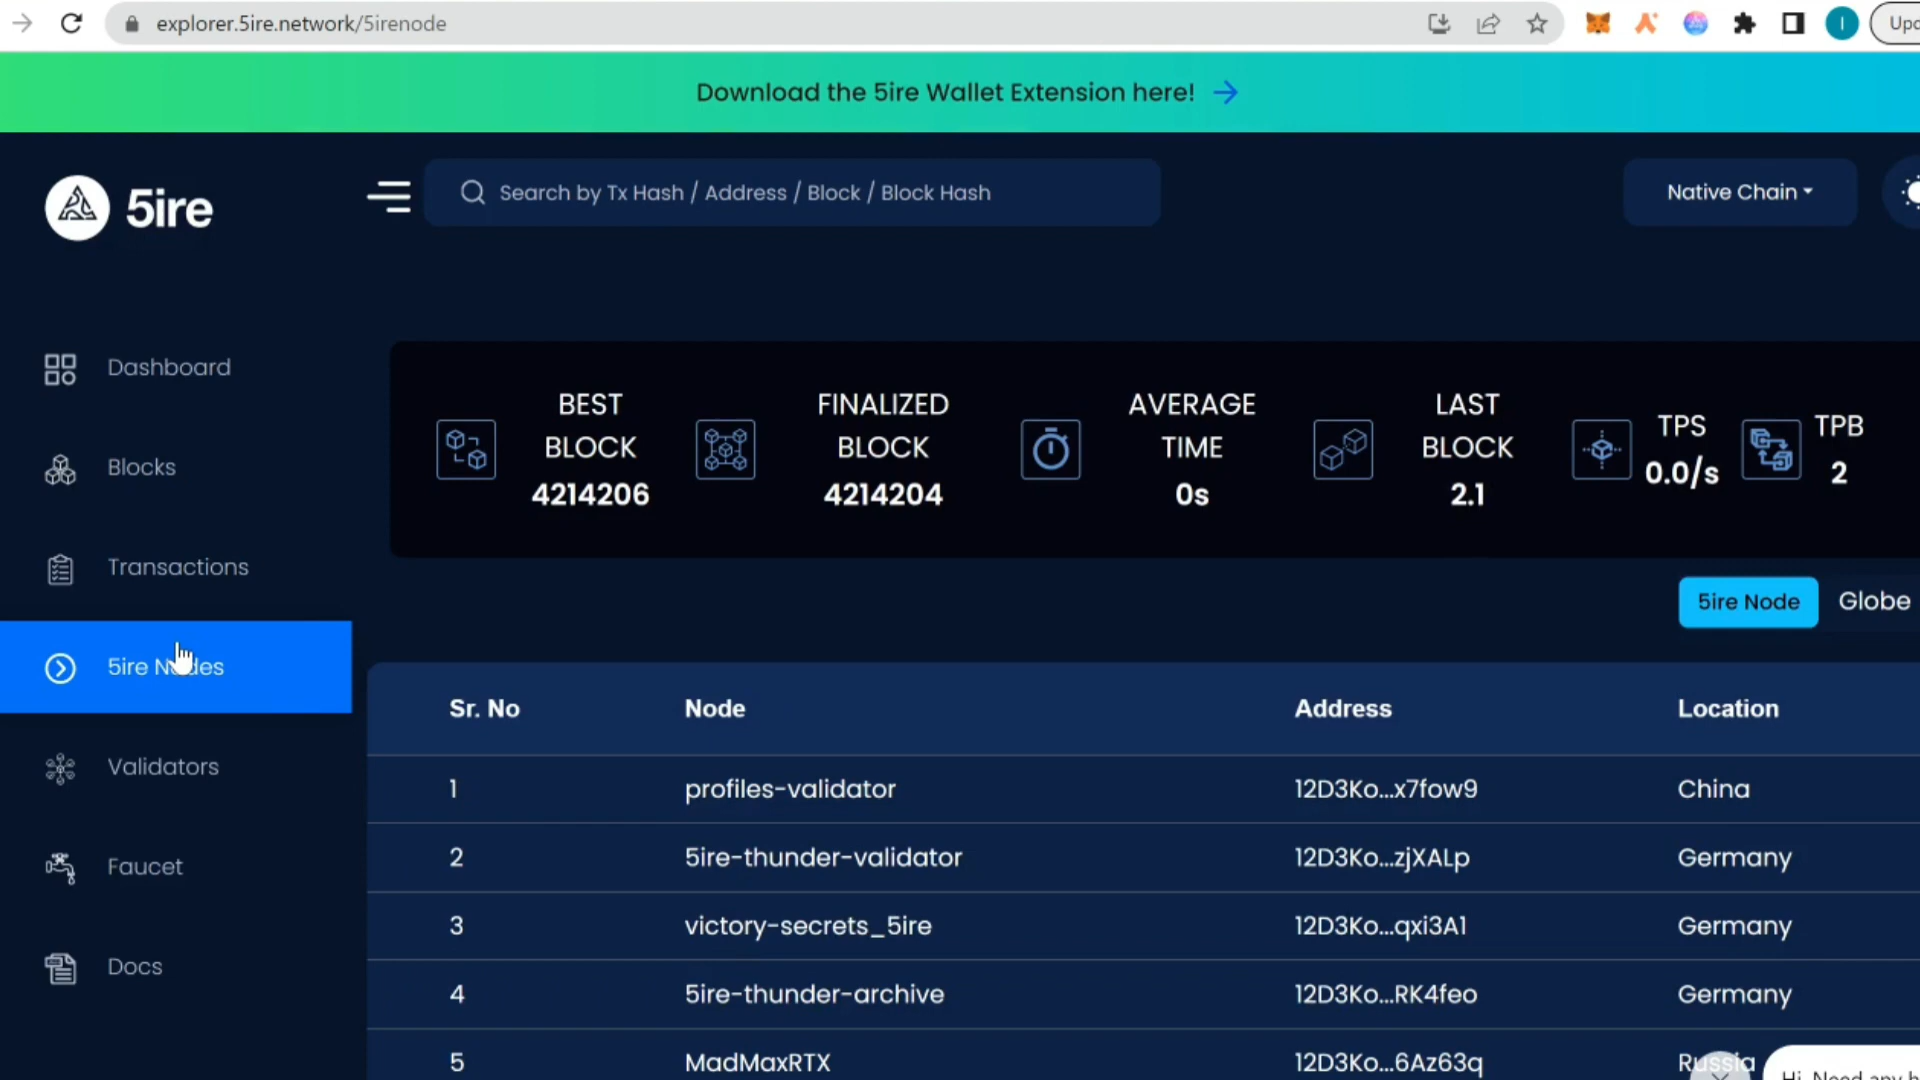 explorer.5ire.network/5irenode
Download the 5ire Wallet Extension here!
5ire
Search by Tx Hash / Address / Block / Block Hash
Native Chain
Dashboard
Blocks
Transactions
5ire Nodes
Validators
Faucet
Docs
BEST BLOCK
4214206
FINALIZED BLOCK
4214204
AVERAGE TIME
0s
LAST BLOCK
2.1
TPS
0.0/s
TPB
2
5ire Node Globe
Sr. No Node Address Location
1 profiles-validator 12D3Ko...x7fow9 China
2 5ire-thunder-validator 12D3Ko...zjXALp Germany
3 victory-secrets_5ire 12D3Ko...qxi3A1 Germany
4 5ire-thunder-archive 12D3Ko...RK4feo Germany
5 MadMaxRTX 12D3Ko...6Az63q Russia
Hi. Need any